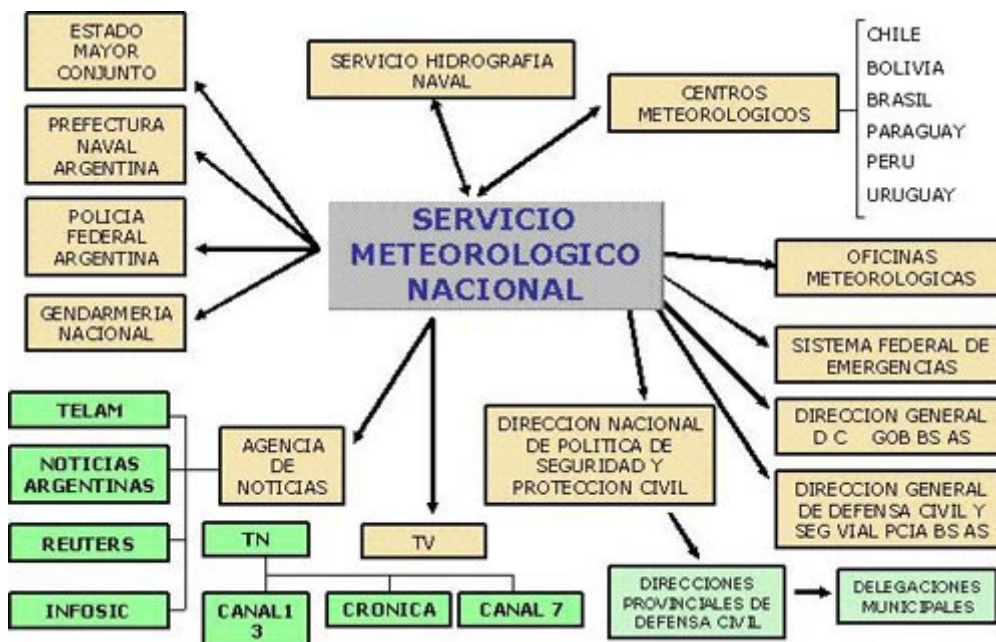 ESTADO
MAYOR
CONJUNTO
SERVICIO HIDROGRAFIA
NAVAL
CENTROS
METEOROLOGICOS
CHILE
BOLIVIA
BRASIL
PARAGUAY
PERU
URUGUAY
PREFECTURA
NAVAL
ARGENTINA
POLICIA
FEDERAL
ARGENTINA
GENDARMERIA
NACIONAL
SERVICIO
METEOROLOGICO
NACIONAL
OFICINAS
METEOROLOGICAS
SISTEMA FEDERAL DE
EMERGENCIAS
DIRECCION GENERAL
D C GOB BS AS
DIRECCION GENERAL
DE DEFENSA CIVIL Y
SEG VIAL PCIA BS AS
DIRECCION NACIONAL
DE POLITICA DE
SEGURIDAD Y
PROTECCION CIVIL
DIRECCIONES
PROVINCIALES DE
DEFENSA CIVIL
DELEGACIONES
MUNICIPALES
AGENCIA
DE
NOTICIAS
TELAM
NOTICIAS
ARGENTINAS
REUTERS
INFOSIC
TV
TN
CANAL1
3
CRONICA
CANAL 7